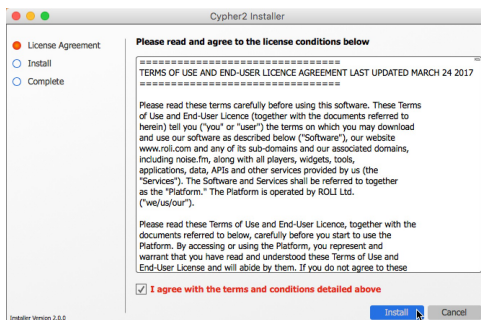 Cypher2 Installer
License Agreement
Install
Complete
Please read and agree to the license conditions below
==================================
TERMS OF USE AND END-USER LICENCE AGREEMENT LAST UPDATED MARCH 24 2017
==================================
Please read these terms carefully before using this software. These Terms
of Use and End-User Licence (together with the documents referred to
herein) tell you ("you" or "user") the terms on which you may download
and use our software as described below ("Software"), our website
www.roli.com and any of its sub-domains and our associated domains,
including noise.fm, along with all players, widgets, tools,
applications, data, APIs and other services provided by us (the
"Services"). The Software and Services shall be referred to together
as the "Platform." The Platform is operated by ROLI Ltd.
("we/us/our").
Please read these Terms of Use and End-User Licence, together with the
documents referred to below, carefully before you start to use the
Platform. By accessing or using the Platform, you represent and
warrant that you have read and understood these Terms of Use and
End-User License and will abide by them. If you do not agree to these
I agree with the terms and conditions detailed above
Installer Version 2.0.0
Install
Cancel